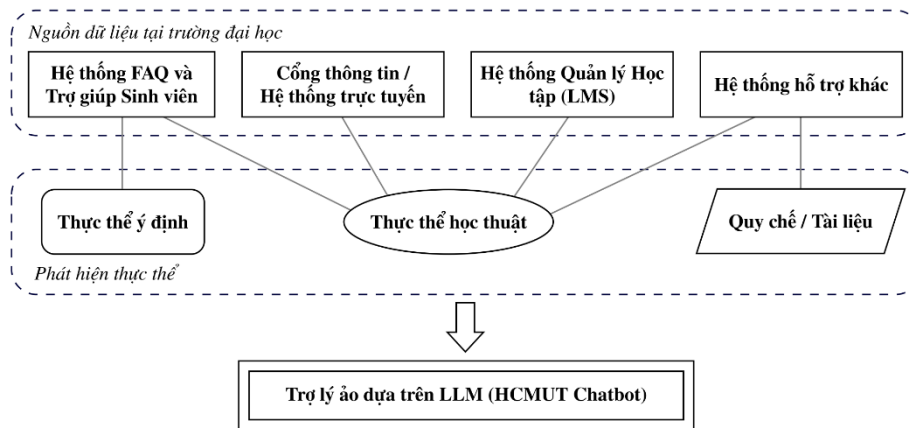 Nguồn dữ liệu tại trường đại học
Hệ thống FAQ và
Trợ giúp Sinh viên
Cổng thông tin /
Hệ thống trực tuyến
Hệ thống Quản lý Học
tập (LMS)
Hệ thống hỗ trợ khác
Thực thể ý định
Thực thể học thuật
Quy chế / Tài liệu
Phát hiện thực thể
Trợ lý ảo dựa trên LLM (HCMUT Chatbot)